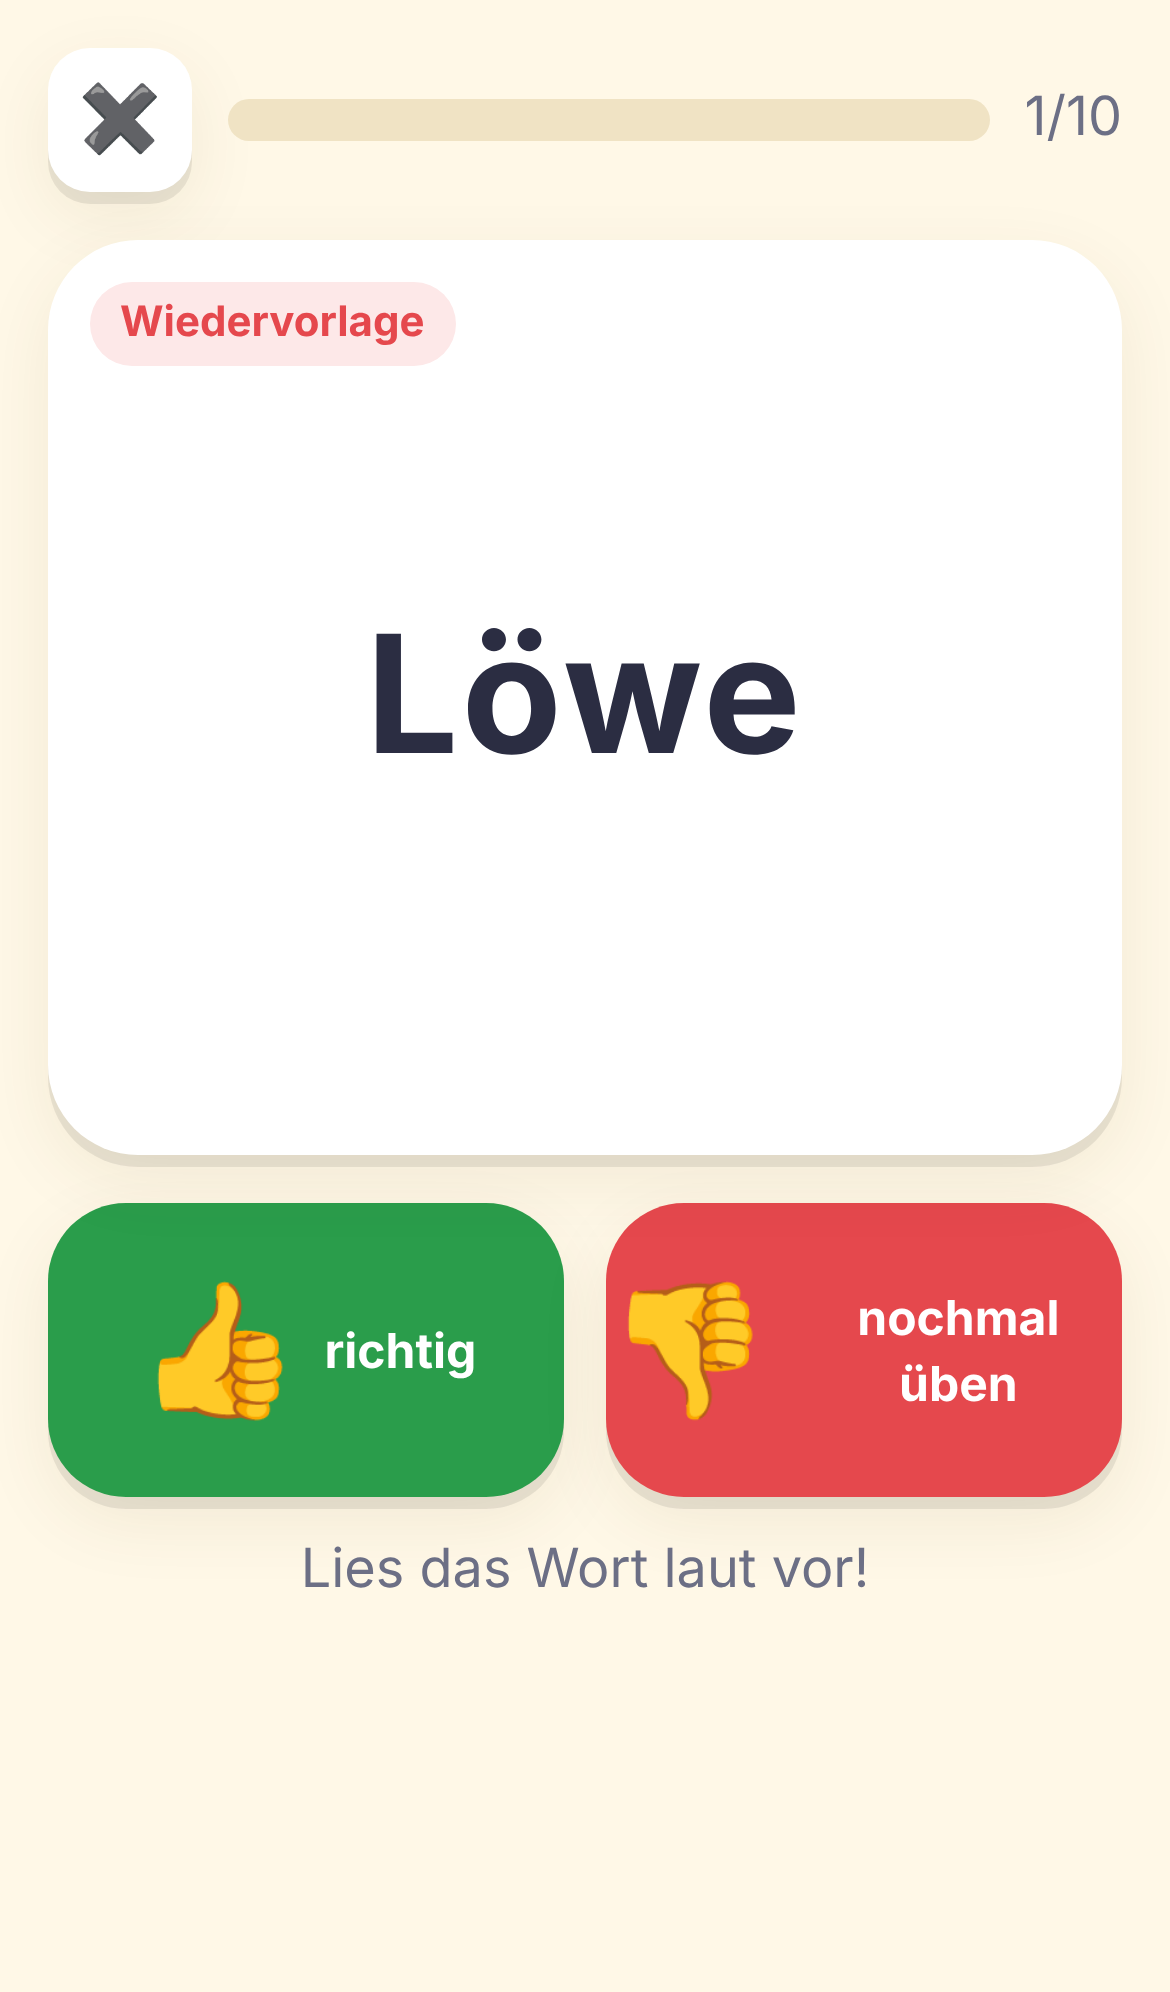 1/10
Wiedervorlage
Löwe
richtig
nochmal
üben
Lies das Wort laut vor!